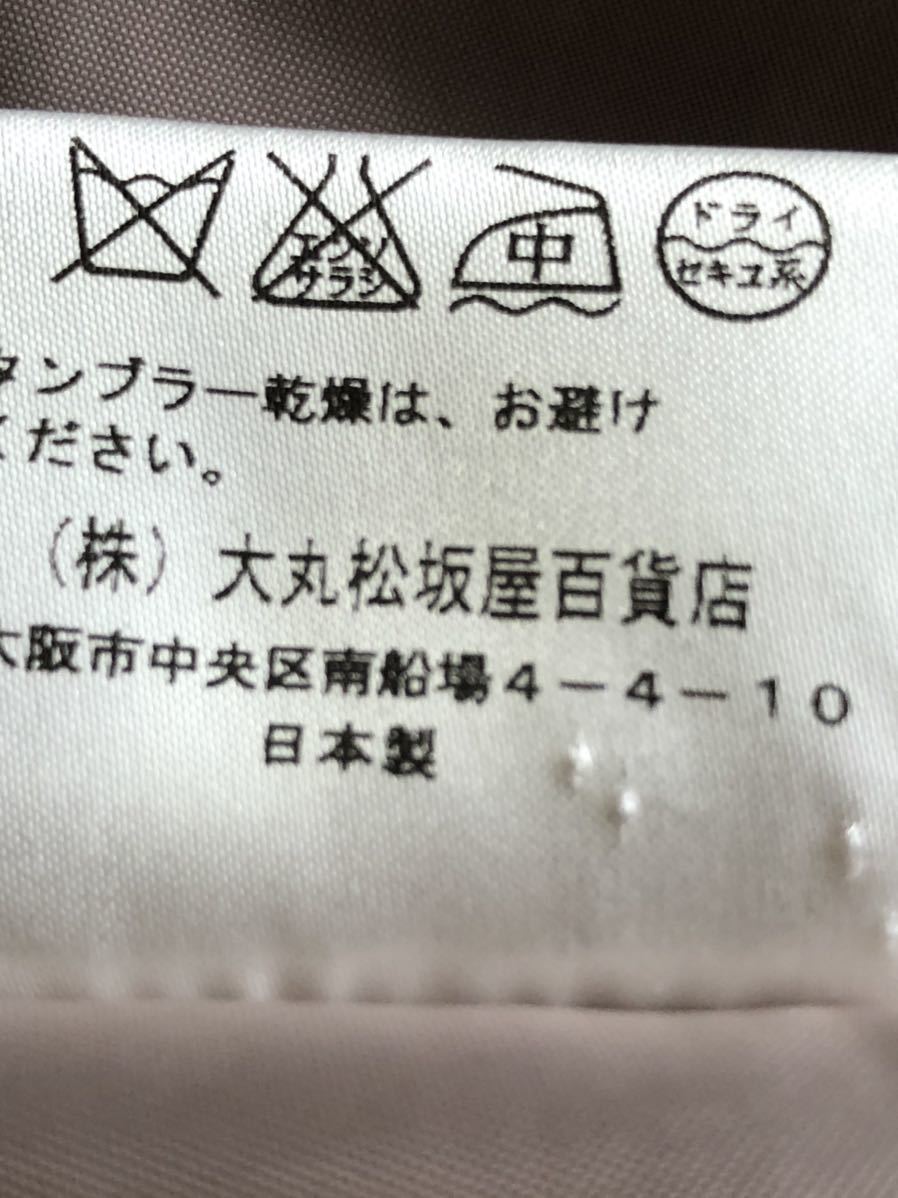 エンソ
サラシ
中
ドライ
セキユ系
タンブラー乾燥は、お避け
ください。
（株）大丸松坂屋百貨店
大阪市中央区南船場４－４－１０
日本製